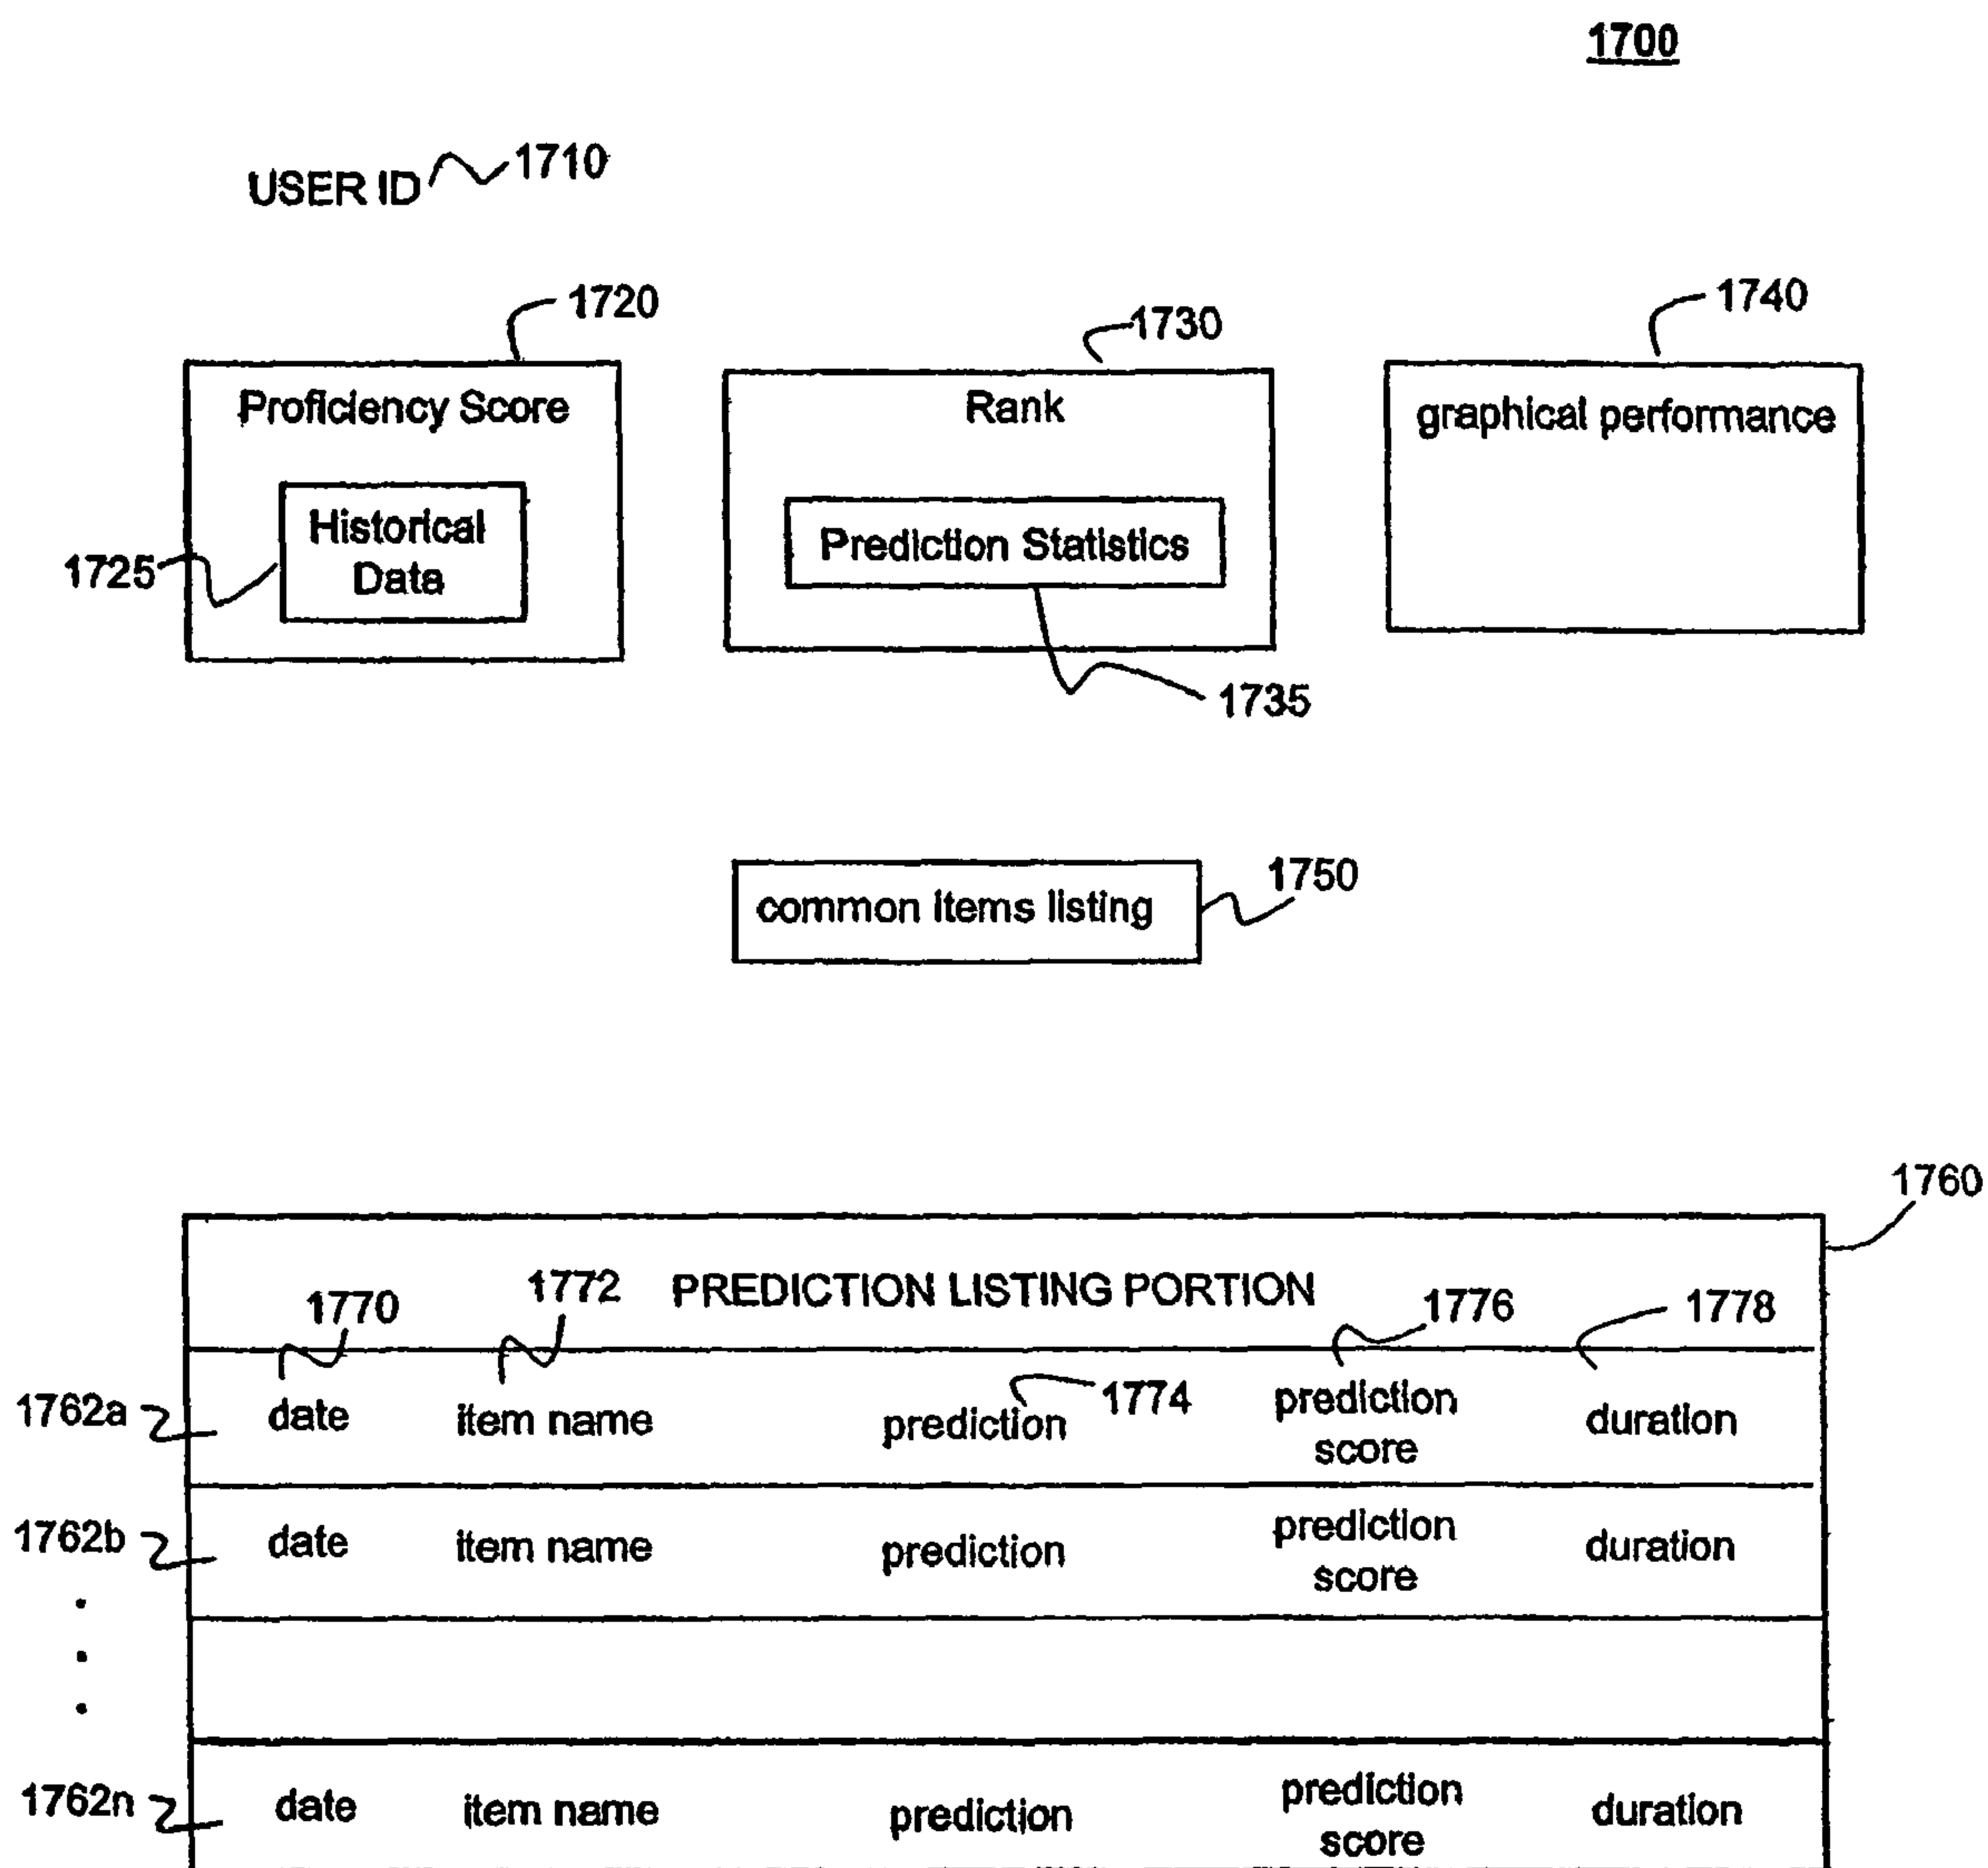 1700
USER ID 1710
1720
1730
1740
Proficiency Score
Rank
graphical performance
Historical
Data
1725
Prediction Statistics
1735
common items listing
1750
1760
PREDICTION LISTING PORTION
1770
1772
1776
1778
1774
1762a date item name prediction prediction score duration
1762b date item name prediction prediction score duration
1762n date item name prediction prediction score duration